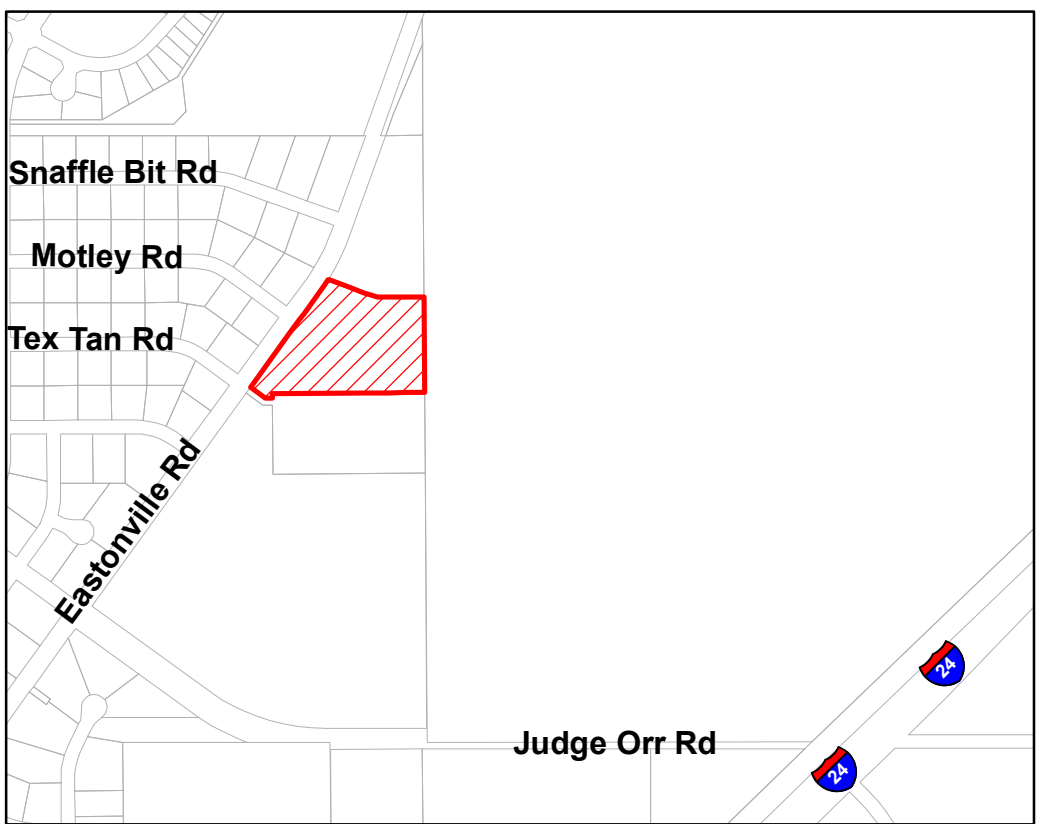 Snaffle Bit Rd
Motley Rd
Tex Tan Rd
Eastonville Rd
24
Judge Orr Rd
24